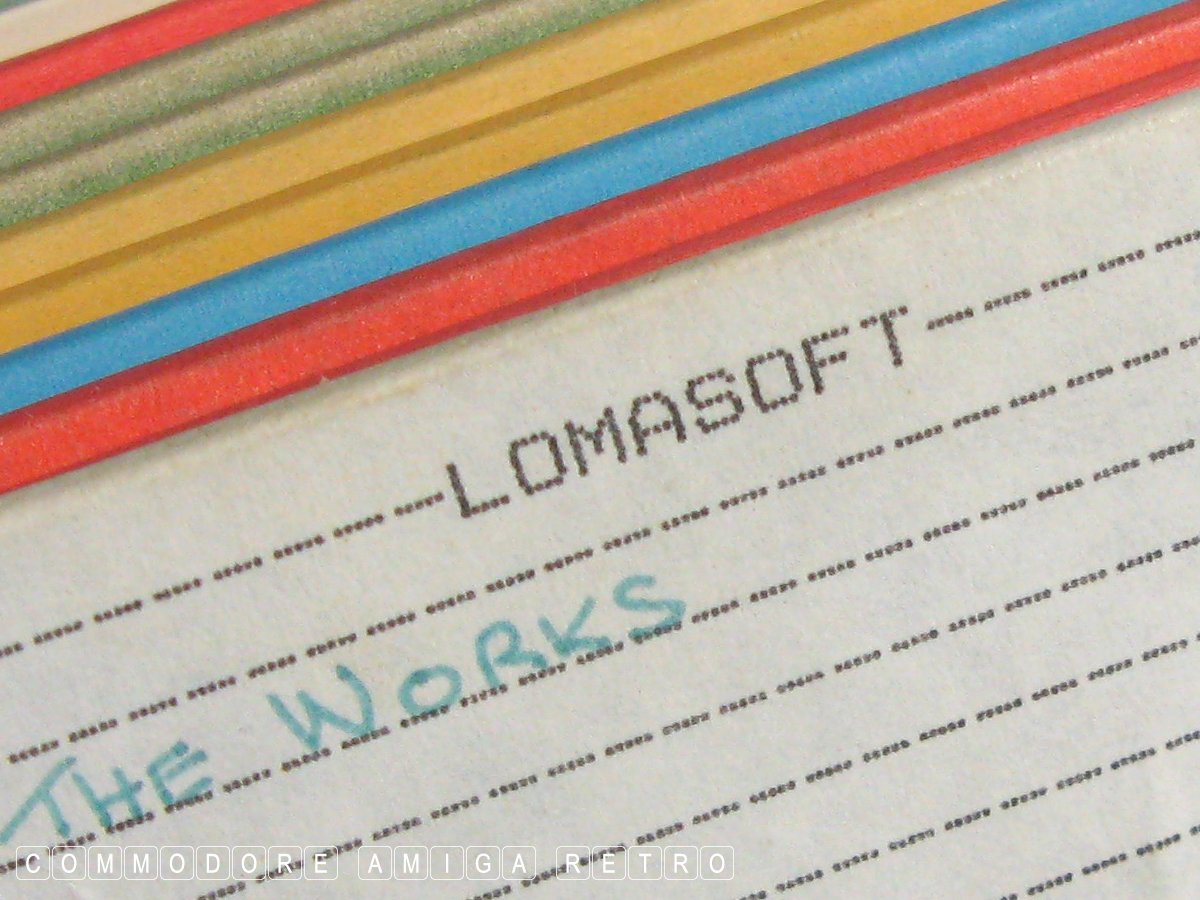 LOMASOFT
THE WORKS
COMMODORE AMIGA RETRO